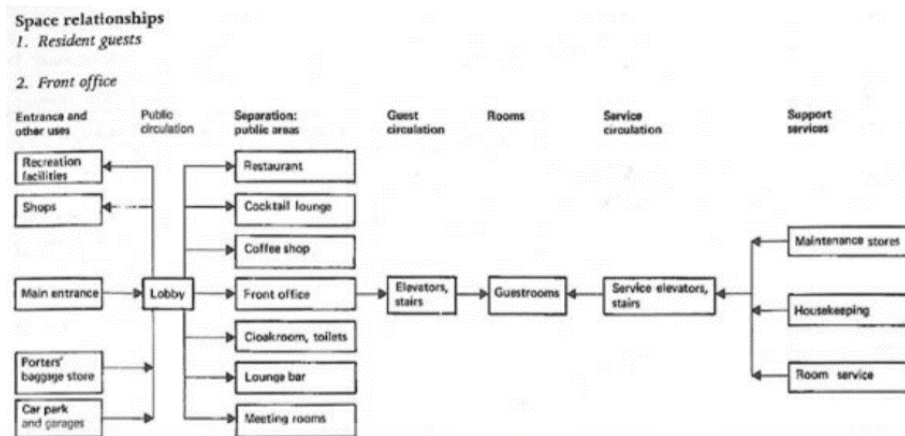 Space relationships
1. Resident guests
2. Front office
Entrance and
other uses
Public
circulation
Separation:
public areas
Guest
circulation
Rooms
Service
circulation
Support
services
Recreation
facilities
Shops
Main entrance
Porters'
baggage store
Car park
and garages
Lobby
Restaurant
Cocktail lounge
Coffee shop
Front office
Cloakroom, toilets
Lounge bar
Meeting rooms
Elevators,
stairs
Guestrooms
Service elevators,
stairs
Maintenance stores
Housekeeping
Room service